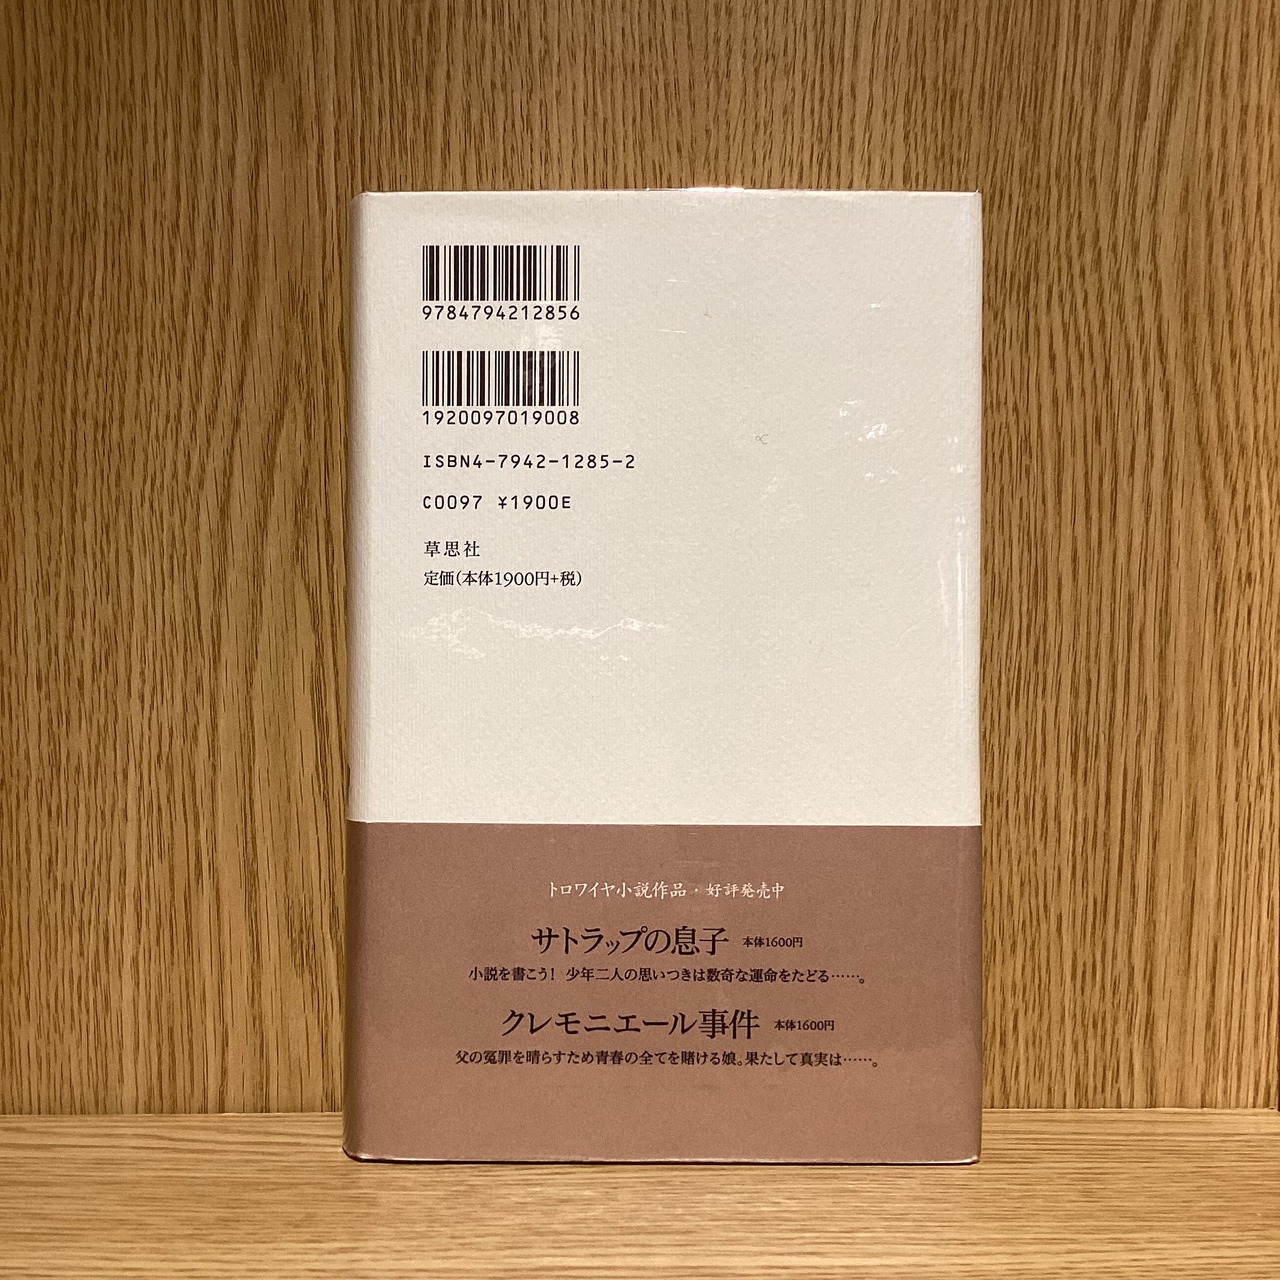 9784794212856
1920097019008
ISBN4-7942-1285-2
C0097 ¥1900E
草思社
定価(本体1900円+税)
トロワイヤ小説作品・好評発売中
サトラップの息子 本体1600円
小説を書こう! 少年二人の思いつきは数奇な運命をたどる……。
クレモニエール事件 本体1600円
父の冤罪を晴らすため青春の全てを賭ける娘。果たして真実は……。